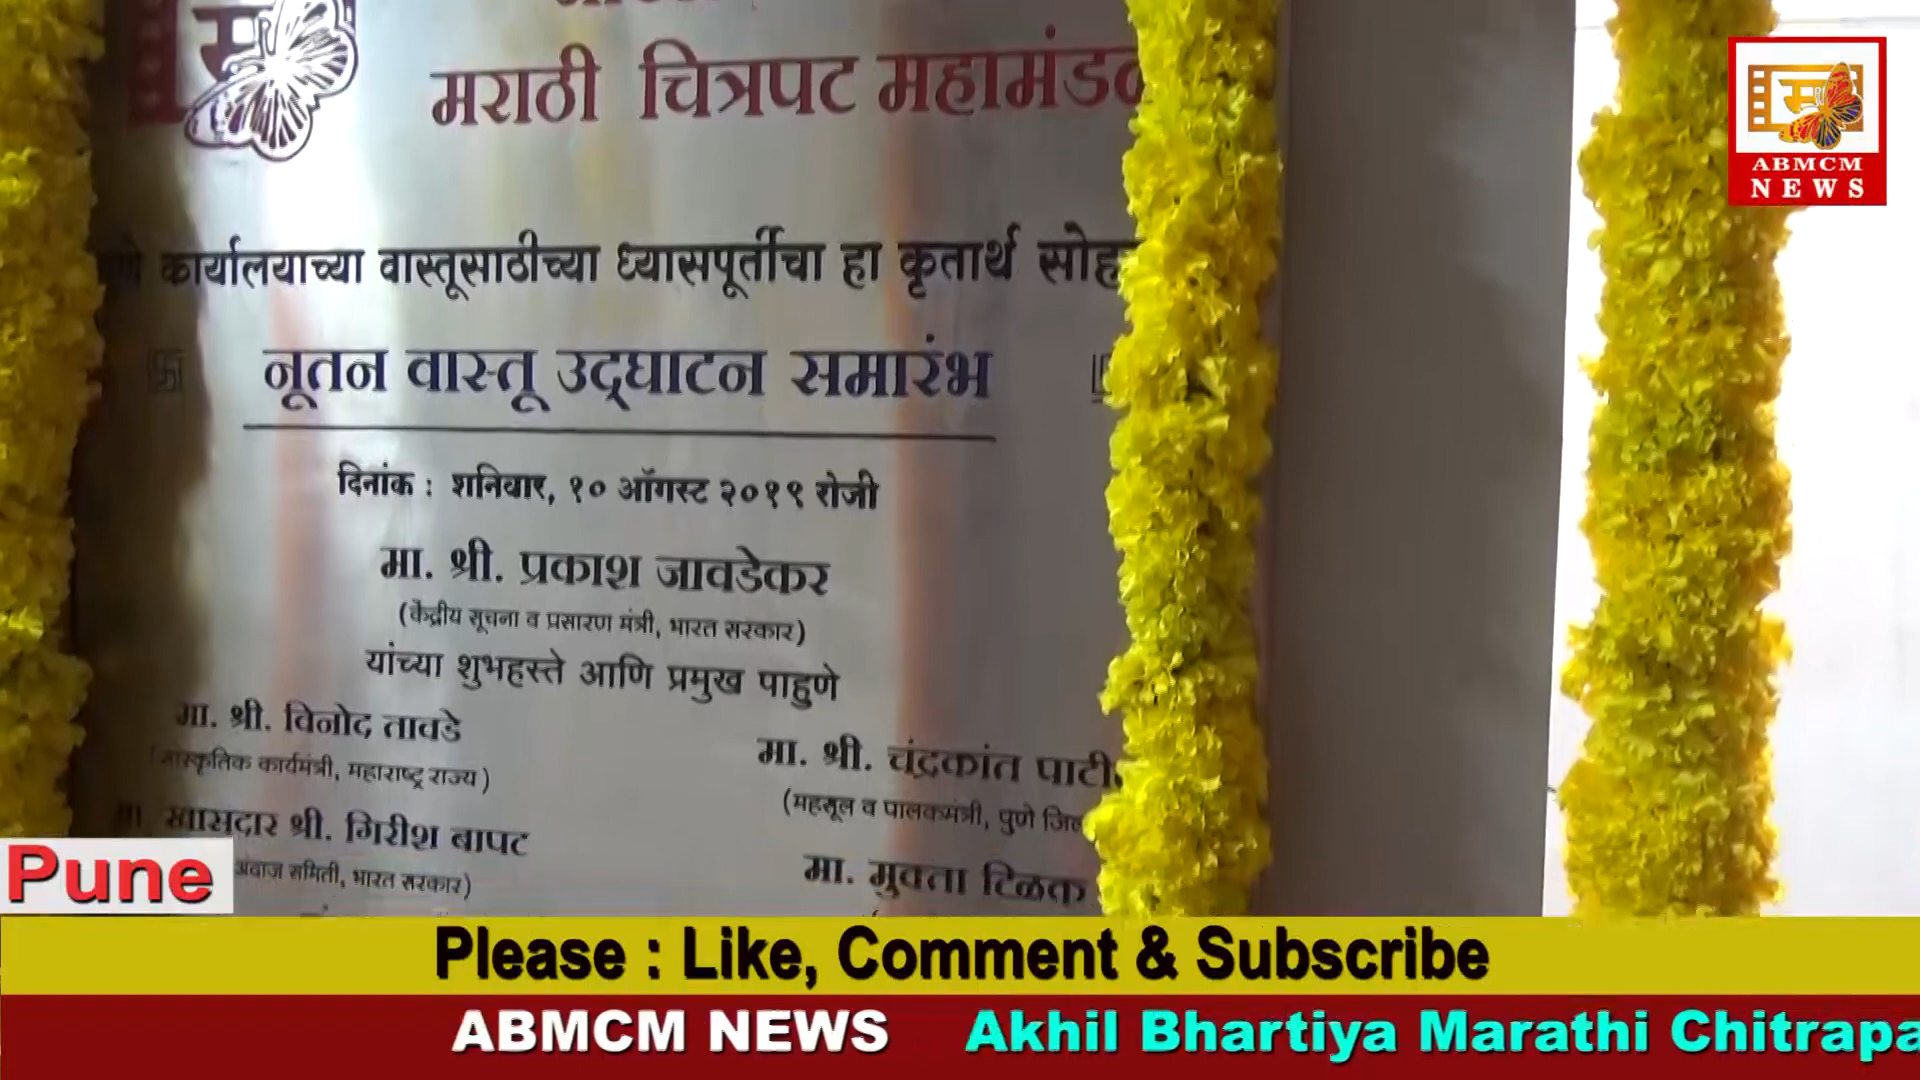 मराठी चित्रपट
कार्यालयाच्या वास्तूसाठीच्या ध्यासपूर्तीचा हा कृतार्थ
नूतन वास्तू उद्‌घाटन समारंभ
दिनांक : शनिवार, १० ऑगस्ट २०१९ रोजी
मा. श्री. प्रकाश जावडेकर
(केंद्रीय सूचना व प्रसारण मंत्री, भारत सरकार)
यांच्या शुभहस्ते आणि प्रमुख पाहुणे
मा. श्री. विनोद तावडे
कार्यमंत्री, महाराष्ट्र राज्य)
मा. श्री. चंद्रकांत
(महसूल व पालकमंत्री, पुणे
खासदार श्री. गिरीश बापट
समिती, भारत सरकार)
मा. मुक्ता टिळक
म
ABMCM
NEWS
Pune
Please : Like, Comment & Subscribe
ABMCM NEWS Akhil Bhartiya Marathi Chitrapa